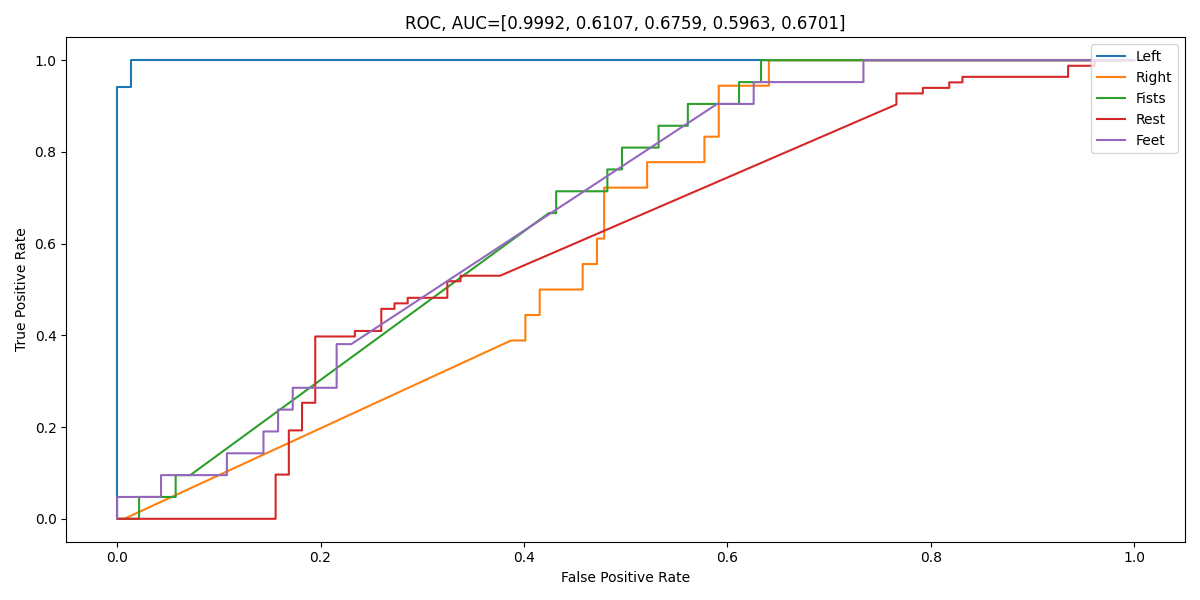 ROC, AUC=[0.9992, 0.6107, 0.6759, 0.5963, 0.6701]
1.0
0.8
0.6
0.4
0.2
0.0
True Positive Rate
Left
Right
Fists
Rest
Feet
0.0 0.2 0.4 0.6 0.8 1.0
False Positive Rate